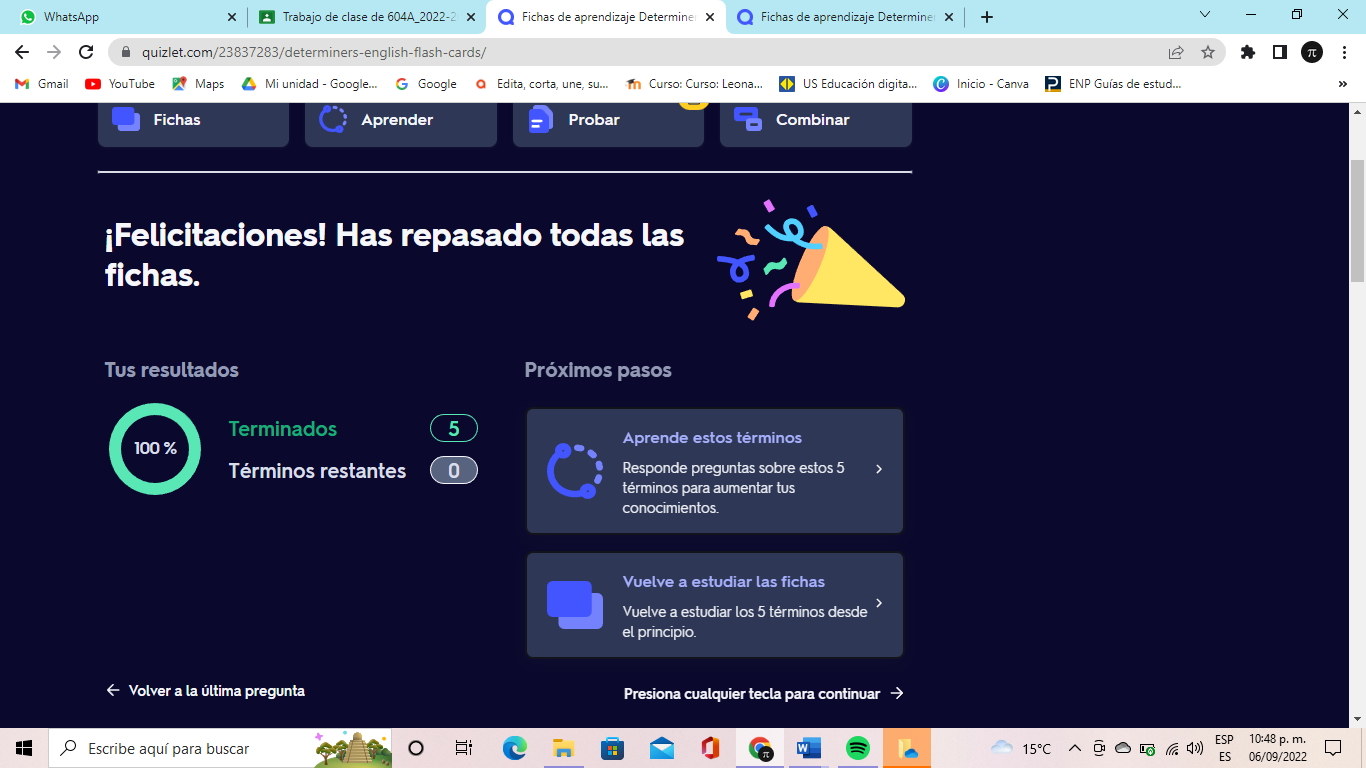 WhatsApp
Trabajo de clase de 604A_2022-2
Fichas de aprendizaje Determine
Fichas de aprendizaje Determine
quizlet.com/23837283/determiners-english-flash-cards/
π
Gmail
YouTube
Maps
Mi unidad - Google...
Google
Edita, corta, une, su...
Curso: Curso: Leona...
US Educación digita...
Inicio - Canva
ENP Guías de estud...
»
Fichas
Aprender
Probar
Combinar
¡Felicitaciones! Has repasado todas las
fichas.
Tus resultados
Próximos pasos
100 %
Terminados
5
Términos restantes
0
Aprende estos términos
Responde preguntas sobre estos 5
términos para aumentar tus
conocimientos.
Vuelve a estudiar las fichas
Vuelve a estudiar los 5 términos desde
el principio.
Volver a la última pregunta
Presiona cualquier tecla para continuar
Escribe aquí para buscar
15°C
ESP
ES
10:48 p. m.
06/09/2022